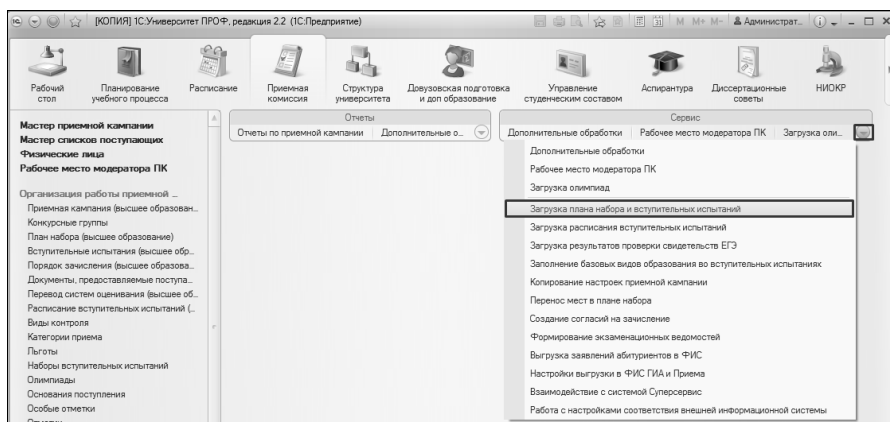 [КОПИЯ] 1С:Университет ПРОФ, редакция 2.2 (1С:Предприятие)
M M+ M- Администрат...
Рабочий стол
Планирование учебного процесса
Расписание
Приемная комиссия
Структура университета
Довузовская подготовка и доп образование
Управление студенческим составом
Аспирантура
Диссертационные советы
НИОКР
Мастер приемной кампании
Мастер списков поступающих
Физические лица
Рабочее место модератора ПК
Организация работы приемной ...
Приемная кампания (высшее образован...
Конкурсные группы
План набора (высшее образование)
Вступительные испытания (высшее обр...
Порядок зачисления (высшее образова...
Документы, предоставляемые поступа...
Перевод систем оценивания (высшее об...
Расписание вступительных испытаний (...
Виды контроля
Категории приема
Льготы
Наборы вступительных испытаний
Олимпиады
Основания поступления
Особые отметки
Отчеты
Отчеты по приемной кампании
Дополнительные о...
Сервис
Дополнительные обработки
Рабочее место модератора ПК
Загрузка оли...
Дополнительные обработки
Рабочее место модератора ПК
Загрузка олимпиад
Загрузка плана набора и вступительных испытаний
Загрузка расписания вступительных испытаний
Загрузка результатов проверки свидетельств ЕГЭ
Заполнение базовых видов образования во вступительных испытаниях
Копирование настроек приемной кампании
Перенос мест в плане набора
Создание согласий на зачисление
Формирование экзаменационных ведомостей
Выгрузка заявлений абитуриентов в ФИС
Настройки выгрузки в ФИС ГИА и Приема
Взаимодействие с системой Суперсервис
Работа с настройками соответствия внешней информационной системы